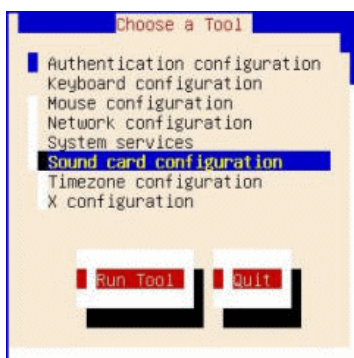 Choose a Tool
Authentication configuration
Keyboard configuration
Mouse configuration
Network configuration
System services
Sound card configuration
Timezone configuration
X configuration
Run Tool Quit